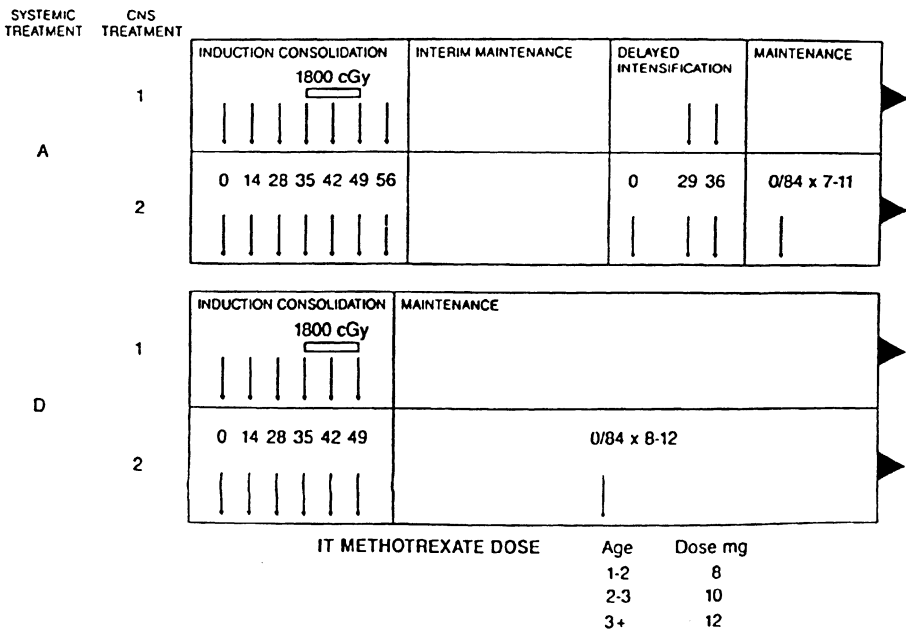 SYSTEMIC TREATMENT
CNS TREATMENT
INDUCTION CONSOLIDATION
INTERIM MAINTENANCE
DELAYED INTENSIFICATION
MAINTENANCE
1800 cGy
1
A
0 14 28 35 42 49 56
0 29 36
0/84 x 7-11
2
INDUCTION CONSOLIDATION
MAINTENANCE
1800 cGy
1
D
0 14 28 35 42 49
0/84 x 8-12
2
IT METHOTREXATE DOSE Age Dose mg
1-2 8
2-3 10
3+ 12